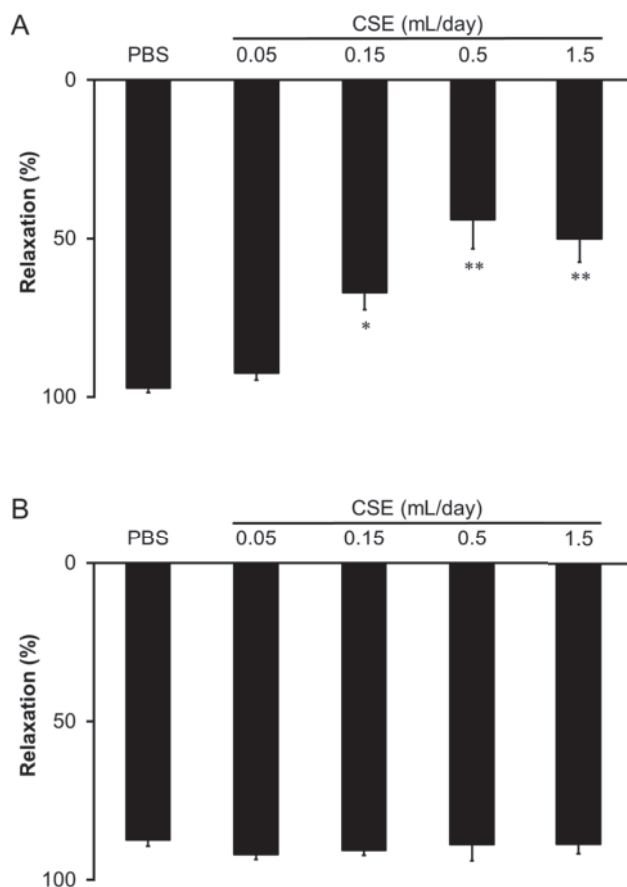 A
CSE (mL/day)
PBS 0.05 0.15 0.5 1.5
0
50
100
Relaxation (%)
*
**
**
B
CSE (mL/day)
PBS 0.05 0.15 0.5 1.5
0
50
100
Relaxation (%)